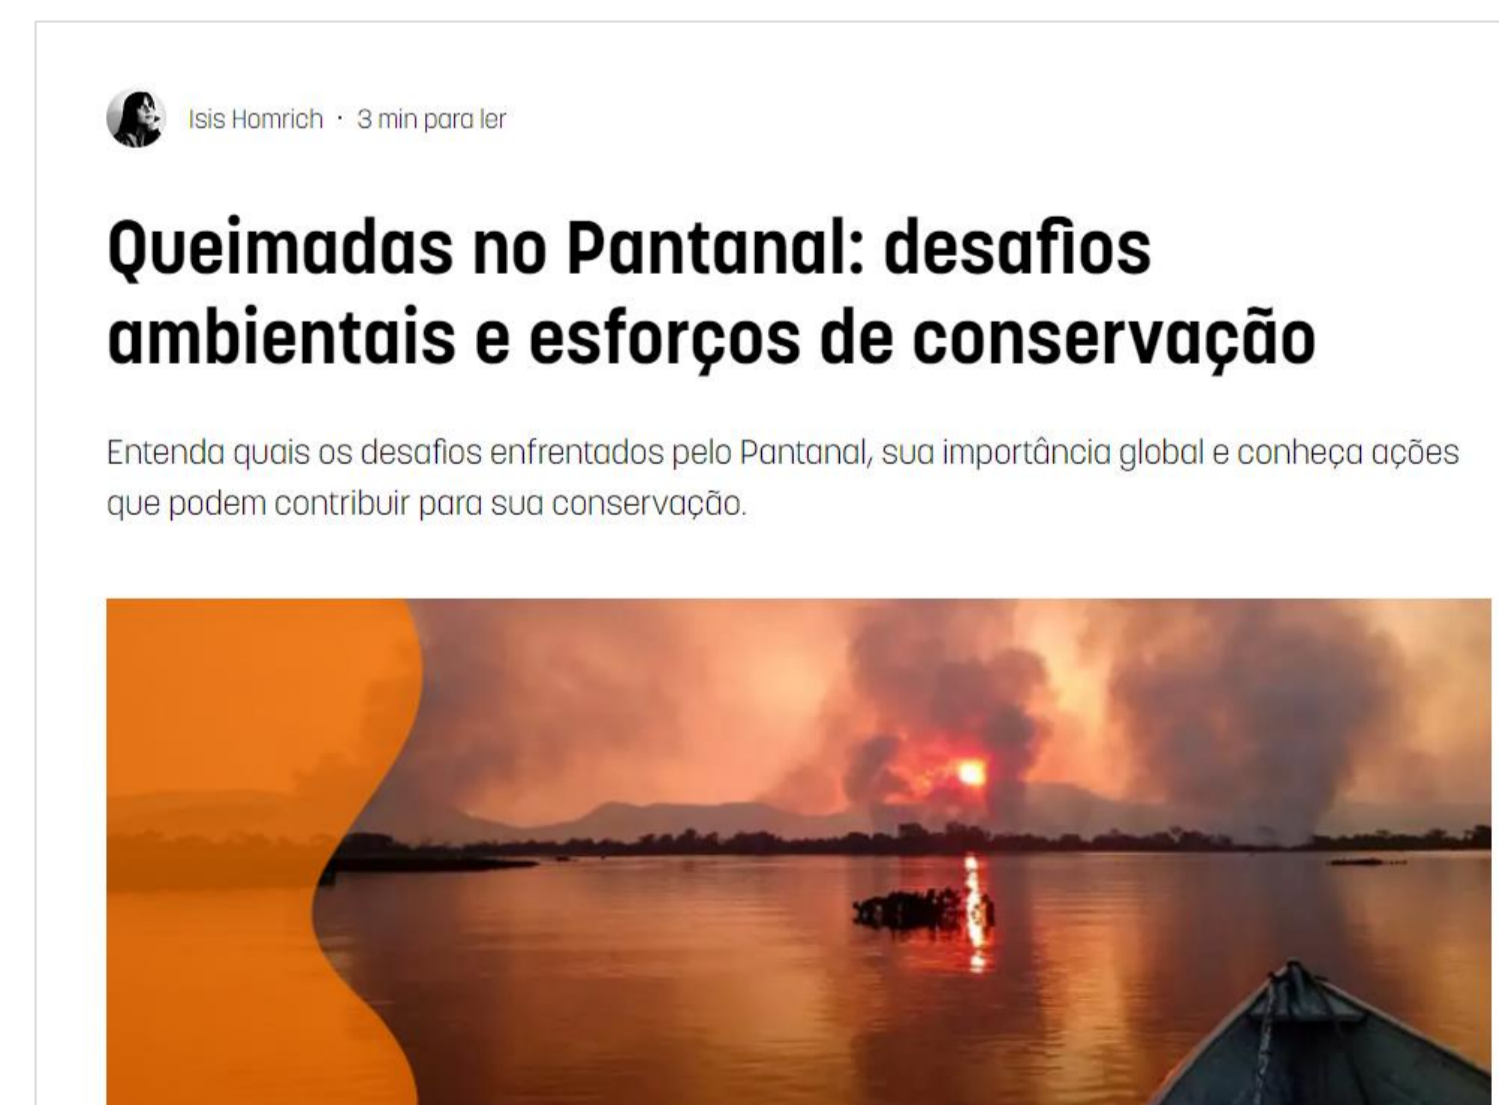 Isis Homrich · 3 min para ler
Queimadas no Pantanal: desafios
ambientais e esforços de conservação
Entenda quais os desafios enfrentados pelo Pantanal, sua importância global e conheça ações
que podem contribuir para sua conservação.